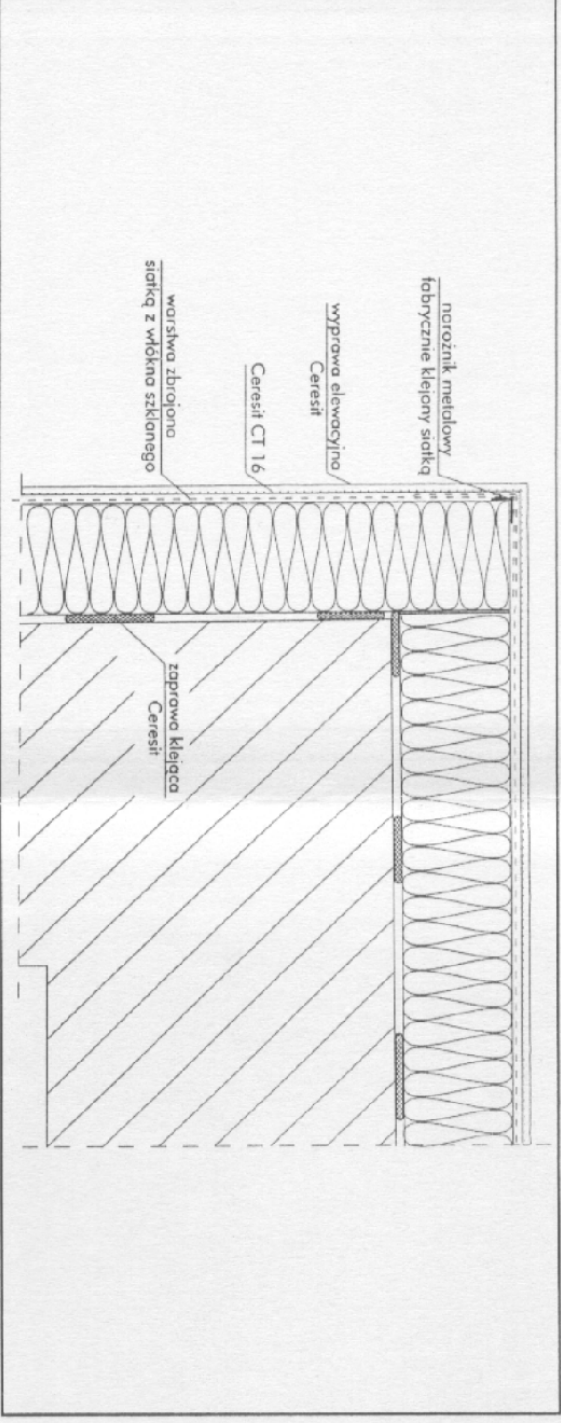 narożnik metalowy
fabrycznie klejony siatką
wyprawa elewacyjna
Ceresit
Ceresit CT 16
warstwa zbrojona
siatką z włókna szklanego
zaprawa klejąca
Ceresit